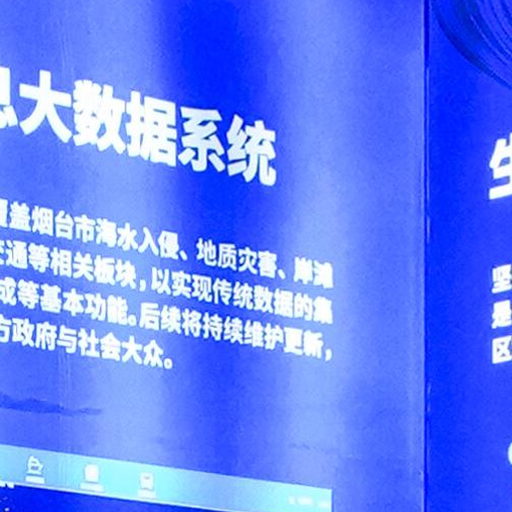 息大数据系统
覆盖烟台市海水入侵、地质灾害、岸滩
交通等相关板块，以实现传统数据的集
成等基本功能。后续将持续维护更新，
方政府与社会大众。
生
坚
是
区